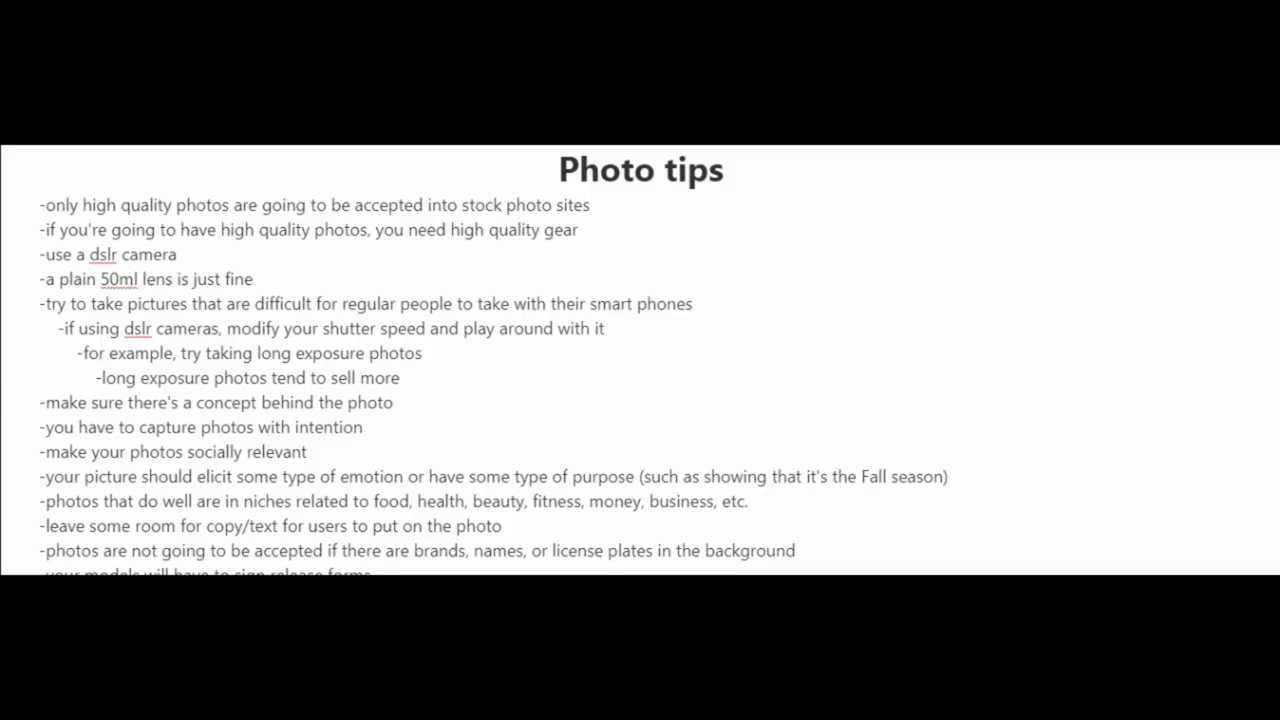 Photo tips
-only high quality photos are going to be accepted into stock photo sites
-if you're going to have high quality photos, you need high quality gear
-use a dslr camera
-a plain 50ml lens is just fine
-try to take pictures that are difficult for regular people to take with their smart phones
-if using dslr cameras, modify your shutter speed and play around with it
-for example, try taking long exposure photos
-long exposure photos tend to sell more
-make sure there's a concept behind the photo
-you have to capture photos with intention
-make your photos socially relevant
-your picture should elicit some type of emotion or have some type of purpose (such as showing that it's the Fall season)
-photos that do well are in niches related to food, health, beauty, fitness, money, business, etc.
-leave some room for copy/text for users to put on the photo
-photos are not going to be accepted if there are brands, names, or license plates in the background
-your models will have to sign release forms